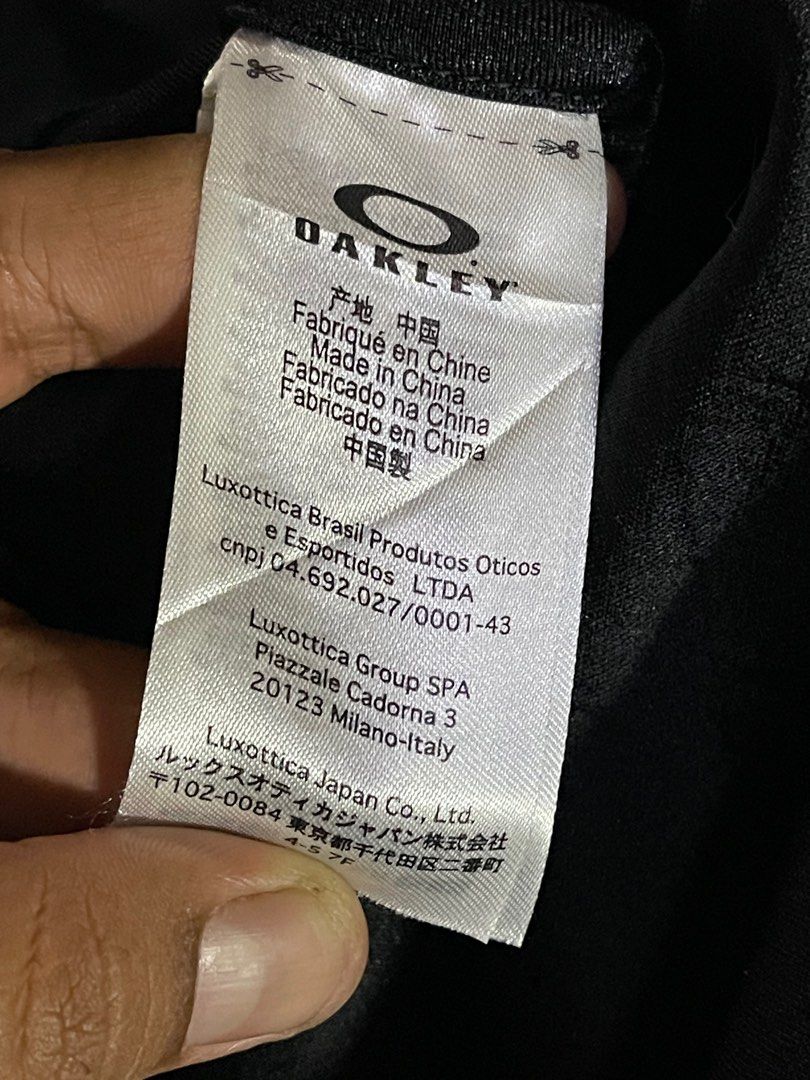 OAKLEY
产地 中国
Fabriqué en Chine
Made in China
Fabricado na China
Fabricado en China
中国製
Luxottica Brasil Produtos Oticos
e Esportidos LTDA
cnpj 04.692.027/0001-43
Luxottica Group SPA
Piazzale Cadorna 3
20123 Milano-Italy
Luxottica Japan Co., Ltd.
ルックスオティカジャパン株式会社
〒102-0084 東京都千代田区二番町
4-5 7F